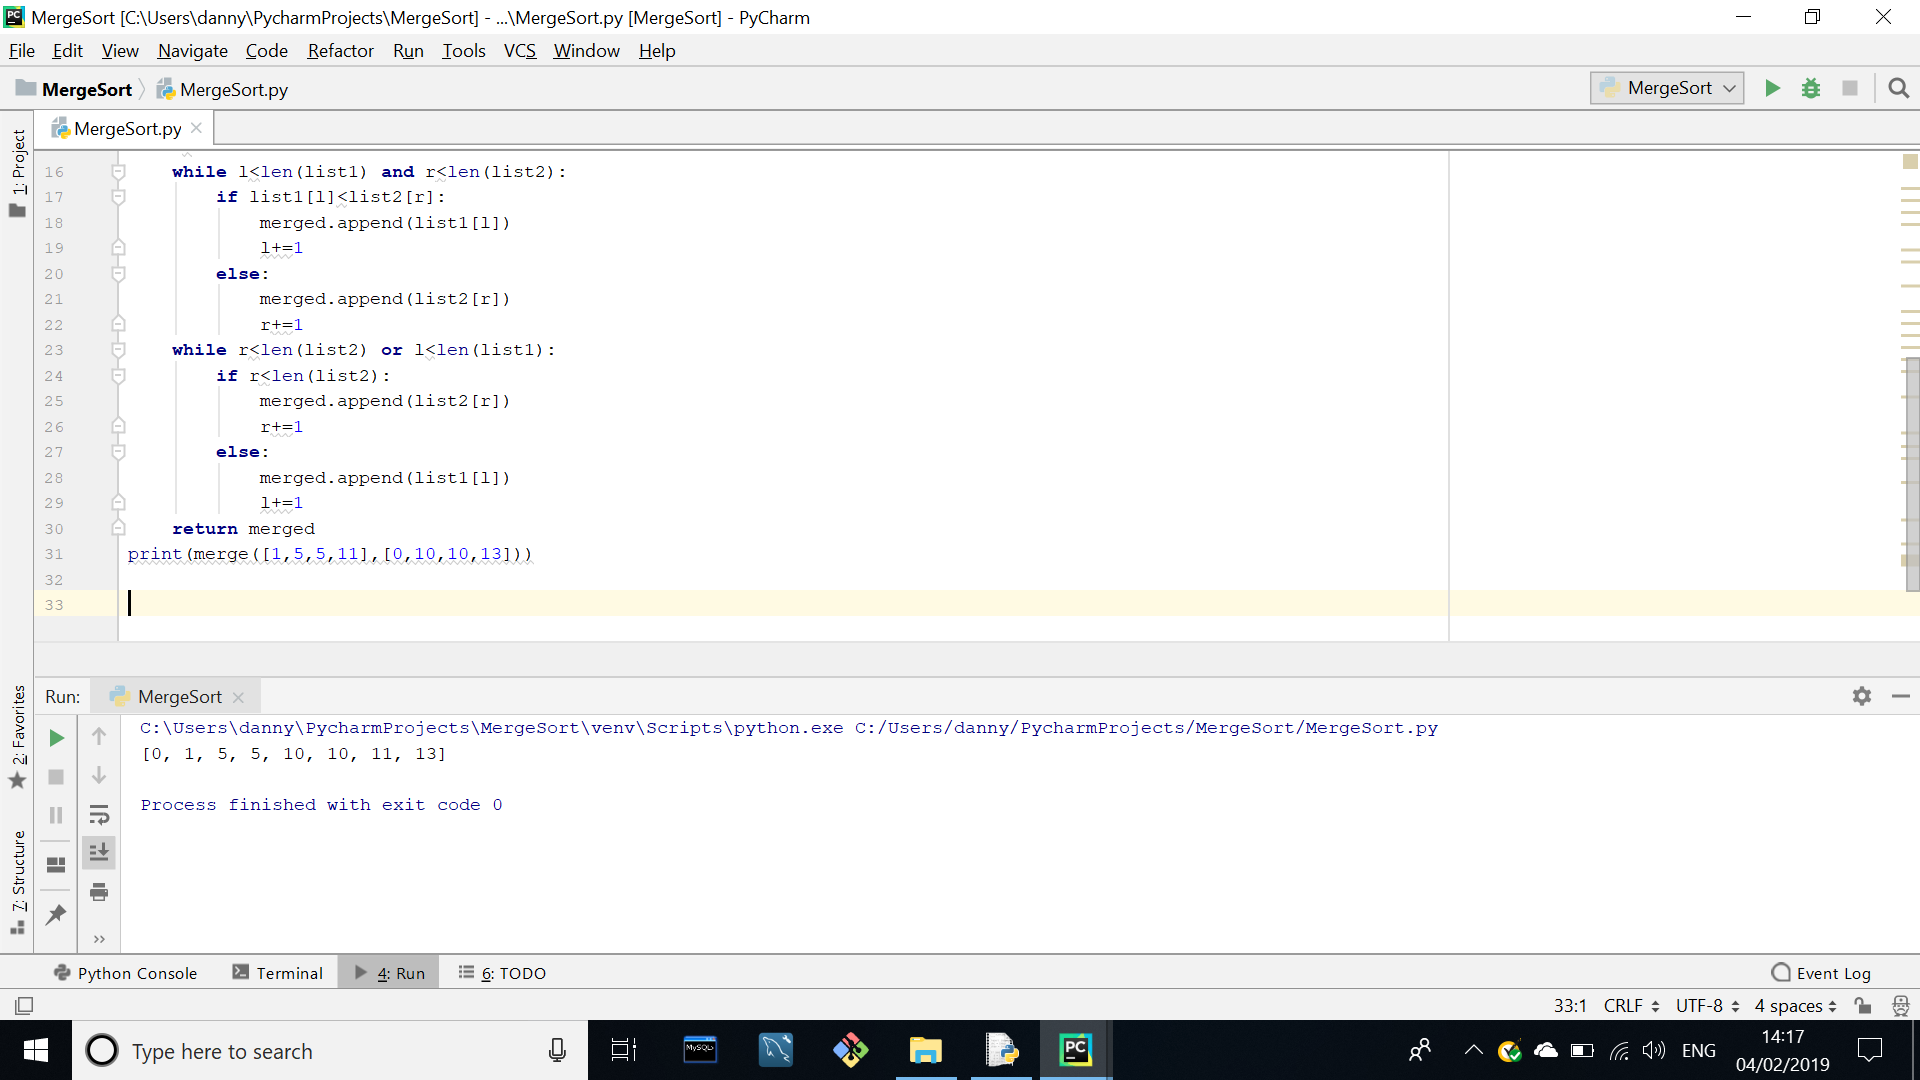 PC MergeSort [C:\Users\danny\PycharmProjects\MergeSort] - ...\MergeSort.py [MergeSort] - PyCharm
File Edit View Navigate Code Refactor Run Tools VCS Window Help
MergeSort MergeSort.py MergeSort
MergeSort.py
1: Project
16 while l<len(list1) and r<len(list2):
17 if list1[l]<list2[r]:
18 merged.append(list1[l])
19 l+=1
20 else:
21 merged.append(list2[r])
22 r+=1
23 while r<len(list2) or l<len(list1):
24 if r<len(list2):
25 merged.append(list2[r])
26 r+=1
27 else:
28 merged.append(list1[l])
29 l+=1
30 return merged
31 print(merge([1,5,5,11],[0,10,10,13]))
32
33
2: Favorites
7: Structure
Run: MergeSort
C:\Users\danny\PycharmProjects\MergeSort\venv\Scripts\python.exe C:/Users/danny/PycharmProjects/MergeSort/MergeSort.py
[0, 1, 5, 5, 10, 10, 11, 13]
Process finished with exit code 0
Python Console Terminal 4: Run 6: TODO Event Log
33:1 CRLF UTF-8 4 spaces
Type here to search MySQL PC ENG 14:17
04/02/2019